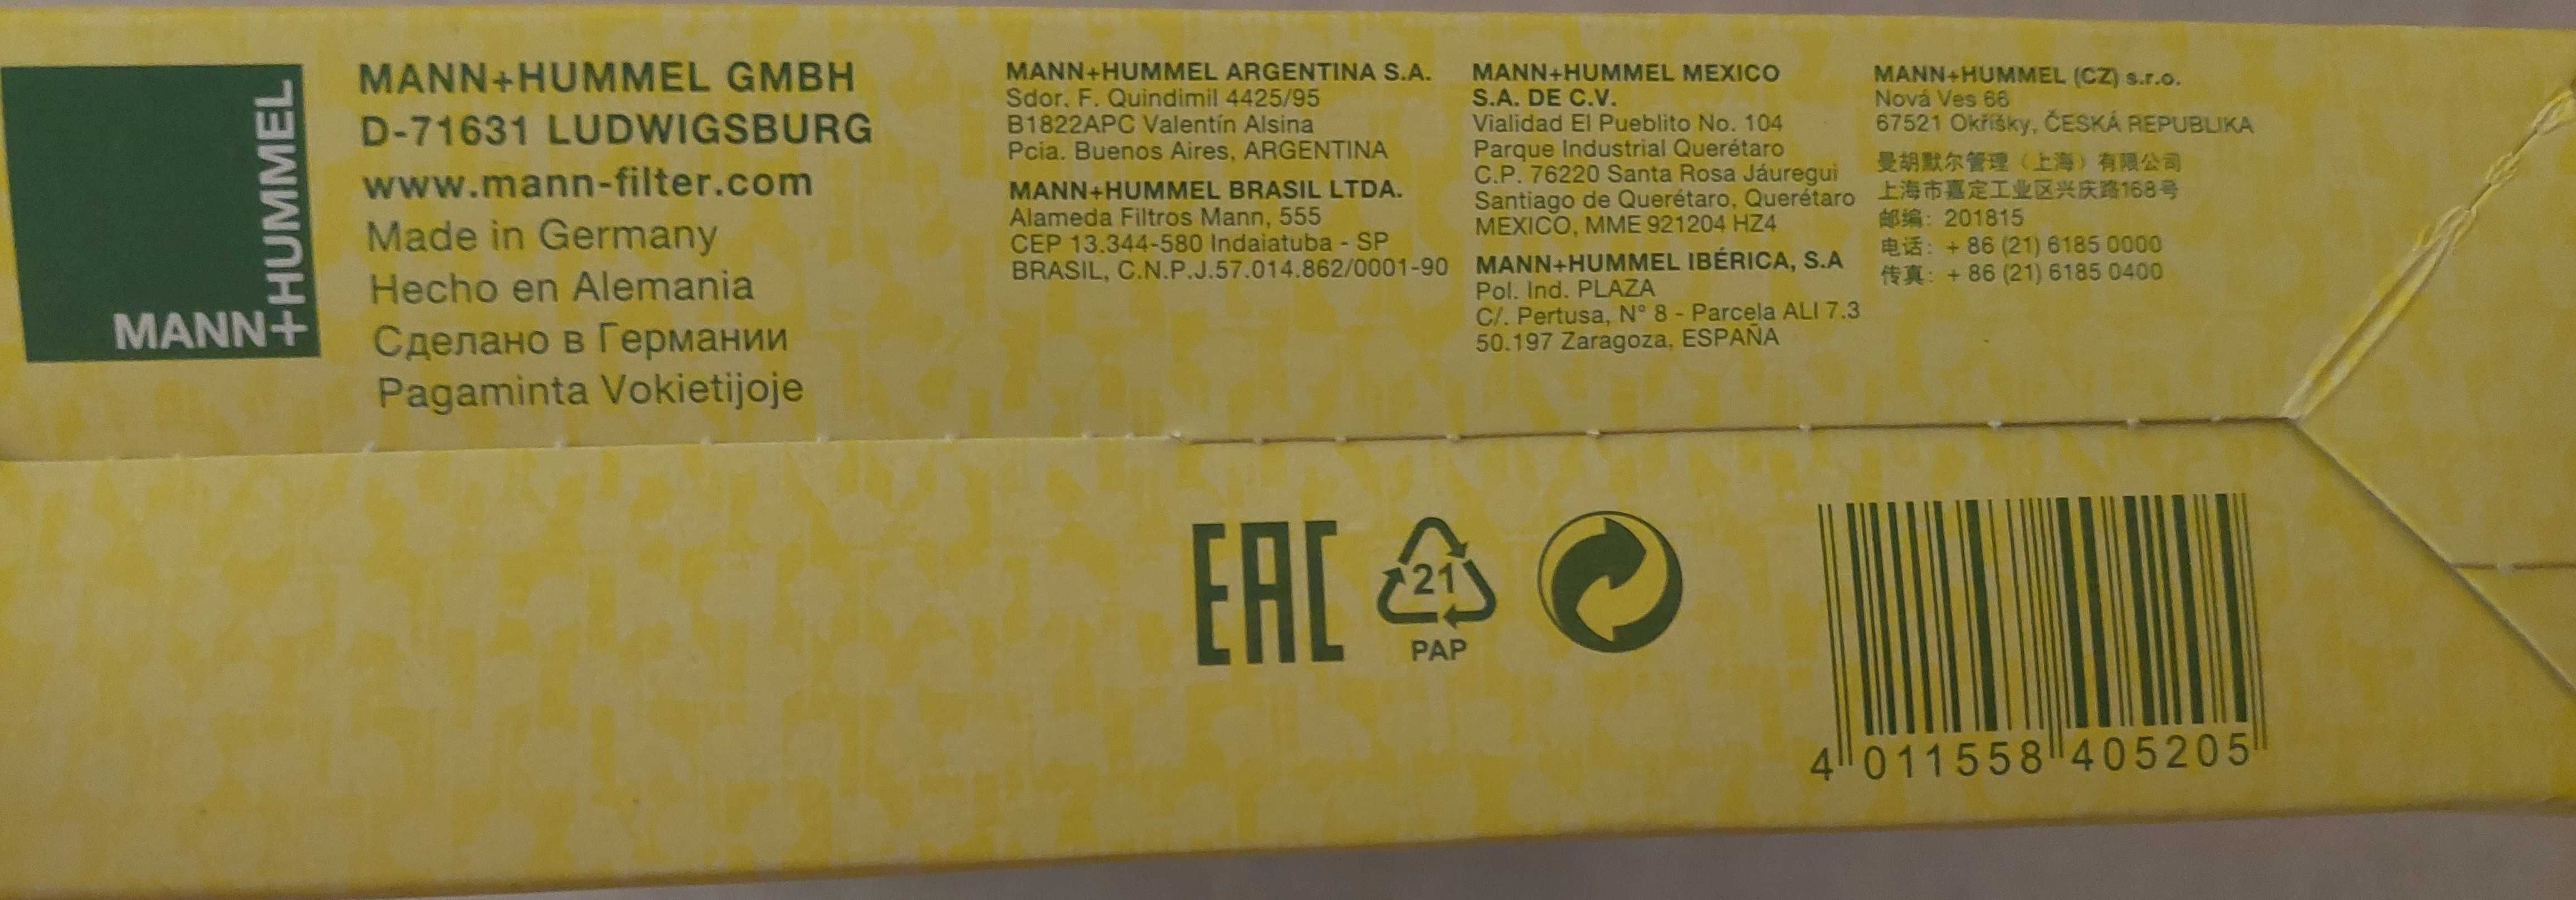 MANN+
HUMMEL
MANN+HUMMEL GMBH
D-71631 LUDWIGSBURG
www.mann-filter.com
Made in Germany
Hecho en Alemania
Сделано в Германии
Pagaminta Vokietijoje
MANN+HUMMEL ARGENTINA S.A.
Sdor. F. Quindimil 4425/95
B1822APC Valentín Alsina
Pcia. Buenos Aires, ARGENTINA
MANN+HUMMEL BRASIL LTDA.
Alameda Filtros Mann, 555
CEP 13.344-580 Indaiatuba - SP
BRASIL, C.N.P.J.57.014.862/0001-90
MANN+HUMMEL MEXICO
S.A. DE C.V.
Vialidad El Pueblito No. 104
Parque Industrial Querétaro
C.P. 76220 Santa Rosa Jáuregui
Santiago de Querétaro, Querétaro
MEXICO, MME 921204 HZ4
MANN+HUMMEL IBÉRICA, S.A
Pol. Ind. PLAZA
C/. Pertusa, N° 8 - Parcela ALI 7.3
50.197 Zaragoza, ESPAÑA
MANN+HUMMEL (CZ) s.r.o.
Nová Ves 66
67521 Okříšky, ČESKÁ REPUBLIKA
曼胡默尔管理（上海）有限公司
上海市嘉定工业区兴庆路168号
邮编: 201815
电话: + 86 (21) 6185 0000
传真: + 86 (21) 6185 0400
EAC
21
PAP
4 011558 405205